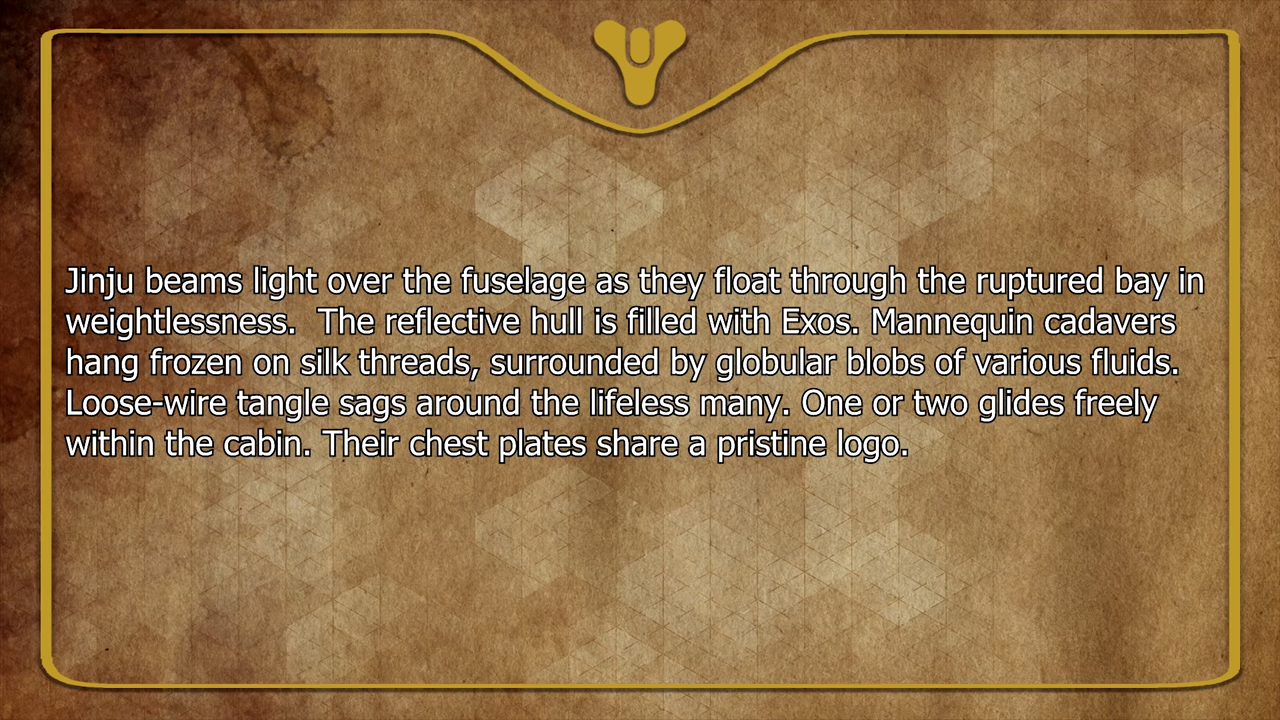 Jinju beams light over the fuselage as they float through the ruptured bay in
weightlessness.  The reflective hull is filled with Exos. Mannequin cadavers
hang frozen on silk threads, surrounded by globular blobs of various fluids.
Loose-wire tangle sags around the lifeless many. One or two glides freely
within the cabin. Their chest plates share a pristine logo.